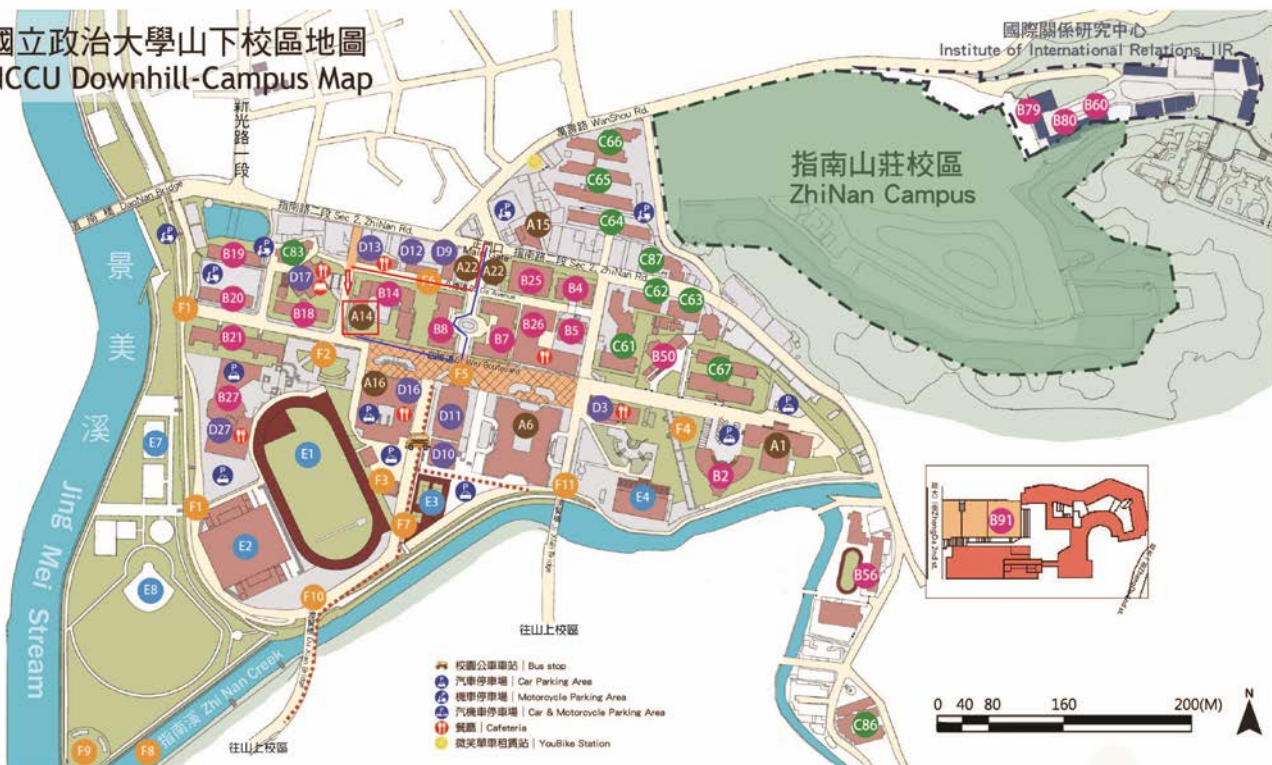 國立政治大學山下校區地圖
NCCU Downhill-Campus Map
國際關係研究中心
Institute of International Relations, IIR
新光路一段
萬壽路 WanShou Rd.
B79
B80
B60
指南山莊校區
ZhiNan Campus
道南橋 DaoNan Bridge
指南路二段 Sec 2, ZhiNan Rd.
正門口
指南路二段 Sec 2, ZhiNan Rd.
C66
C65
C64
A15
C87
C62
C63
B19
C83
D13
D12
D9
A22
A22
B25
B4
D17
B14
F6
B20
B18
A14
B8
B7
B26
B5
C61
B50
C67
F1
B21
F2
F5
A16
D16
D11
A6
D3
F4
A1
B27
D27
D10
B2
E7
E1
F3
E3
F11
E4
F1
E2
F7
E8
F10
F9
F8
B56
C86
B91
景美溪
Jing Mei Stream
指南溪 Zhi Nan Creek
往山上校區
往山上校區
校園公車車站 | Bus stop
汽車停車場 | Car Parking Area
機車停車場 | Motorcycle Parking Area
汽機車停車場 | Car & Motorcycle Parking Area
餐廳 | Cafeteria
微笑單車租賃站 | YouBike Station
0 40 80 160 200(M)
N